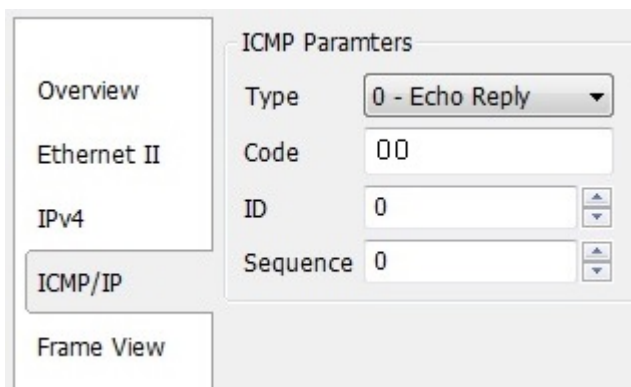 Overview
Ethernet II
IPv4
ICMP/IP
Frame View
ICMP Paramters
Type 0 - Echo Reply
Code 00
ID 0
Sequence 0